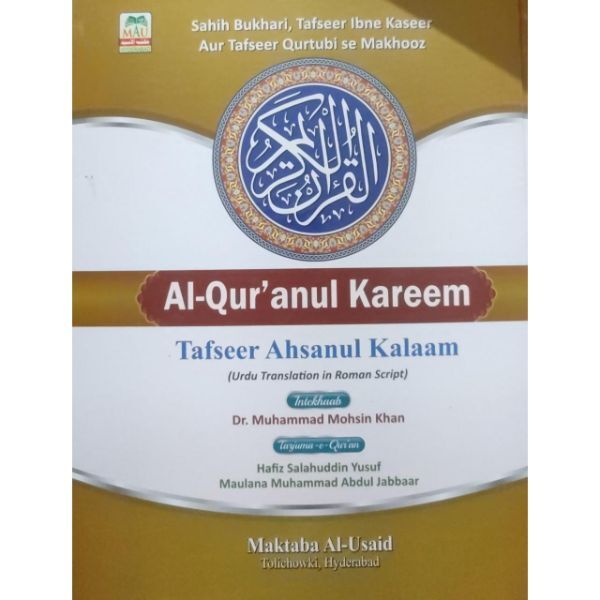 Sahih Bukhari, Tafseer Ibne Kaseer
Aur Tafseer Qurtubi se Makhooz
MAU
القرآن الكريم
Al-Qur'anul Kareem
Tafseer Ahsanul Kalaam
(Urdu Translation in Roman Script)
Intekhaab
Dr. Muhammad Mohsin Khan
Tarjuma-e-Qur'an
Hafiz Salahuddin Yusuf
Maulana Muhammad Abdul Jabbaar
Maktaba Al-Usaid
Tolichowki, Hyderabad